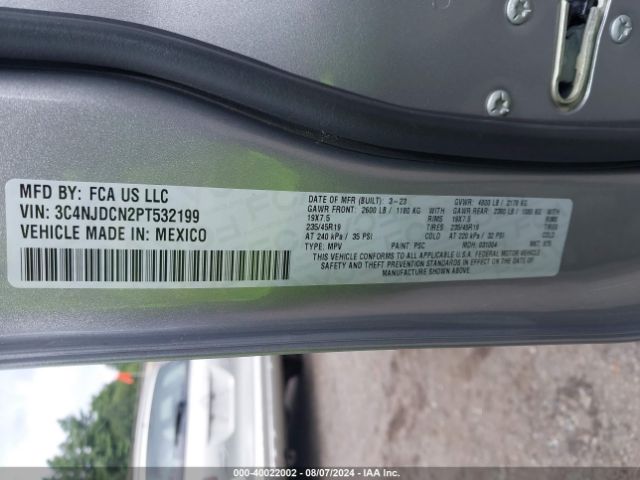 MFD BY: FCA US LLC
VIN: 3C4NJDCN2PT532199
VEHICLE MADE IN: MEXICO
DATE OF MFR (BUILT): 3-23 GVWR: 4800 LB / 2178 KG
GAWR FRONT: 2600 LB / 1180 KG WITH GAWR REAR: 2380 LB / 1080 KG WITH
19X7.5 RIMS 19X7.5 RIMS
235/45R19 TIRES 235/45R19 TIRES
AT 240 kPa / 35 PSI COLD AT 220 kPa / 32 PSI COLD
TYPE: MPV PAINT: PSC MDH: 031004
THIS VEHICLE CONFORMS TO ALL APPLICABLE U.S.A. FEDERAL MOTOR VEHICLE
SAFETY AND THEFT PREVENTION STANDARDS IN EFFECT ON THE DATE OF
MANUFACTURE SHOWN ABOVE
000-40022002 - 08/07/2024 - IAA Inc.